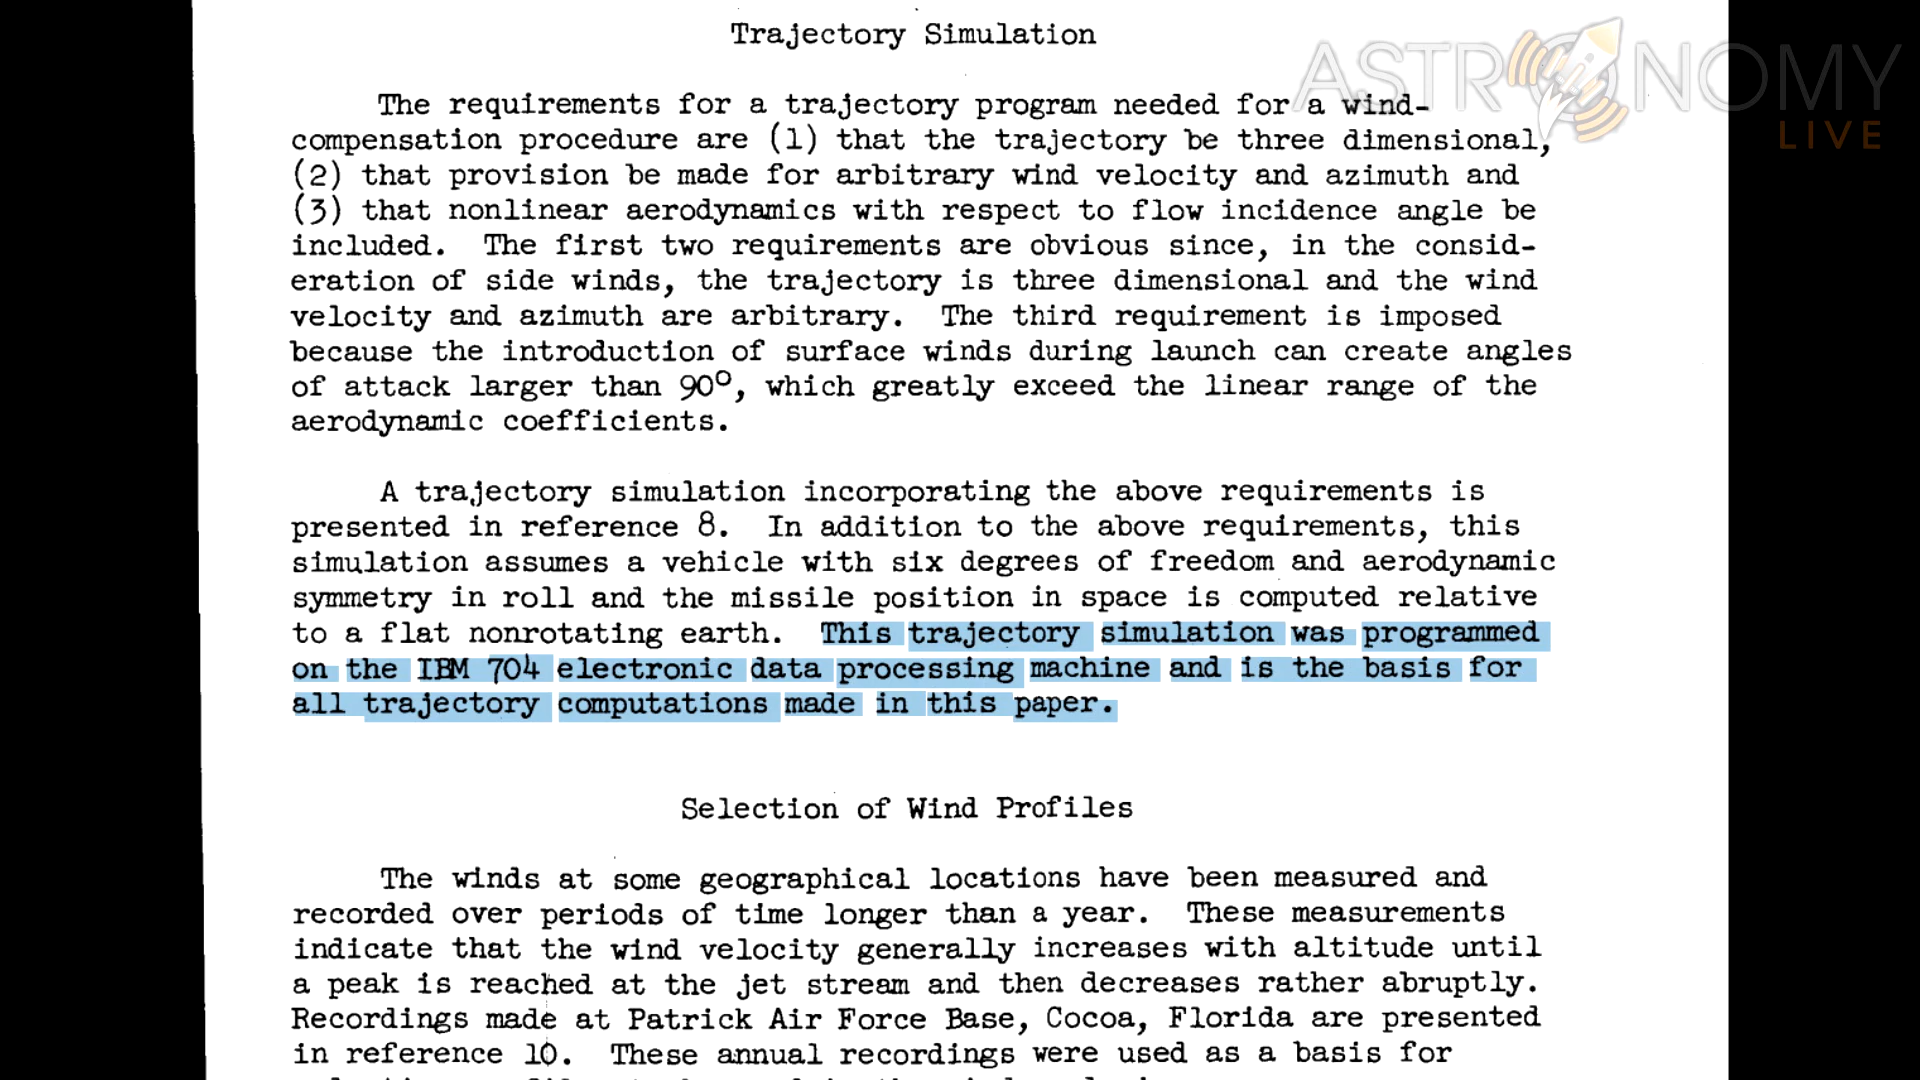 Trajectory Simulation
ASTRONOMY
LIVE
The requirements for a trajectory program needed for a wind-
compensation procedure are (1) that the trajectory be three dimensional,
(2) that provision be made for arbitrary wind velocity and azimuth and
(3) that nonlinear aerodynamics with respect to flow incidence angle be
included. The first two requirements are obvious since, in the consid-
eration of side winds, the trajectory is three dimensional and the wind
velocity and azimuth are arbitrary. The third requirement is imposed
because the introduction of surface winds during launch can create angles
of attack larger than 90°, which greatly exceed the linear range of the
aerodynamic coefficients.
A trajectory simulation incorporating the above requirements is
presented in reference 8. In addition to the above requirements, this
simulation assumes a vehicle with six degrees of freedom and aerodynamic
symmetry in roll and the missile position in space is computed relative
to a flat nonrotating earth. This trajectory simulation was programmed
on the IBM 704 electronic data processing machine and is the basis for
all trajectory computations made in this paper.
Selection of Wind Profiles
The winds at some geographical locations have been measured and
recorded over periods of time longer than a year. These measurements
indicate that the wind velocity generally increases with altitude until
a peak is reached at the jet stream and then decreases rather abruptly.
Recordings made at Patrick Air Force Base, Cocoa, Florida are presented
in reference 10. These annual recordings were used as a basis for